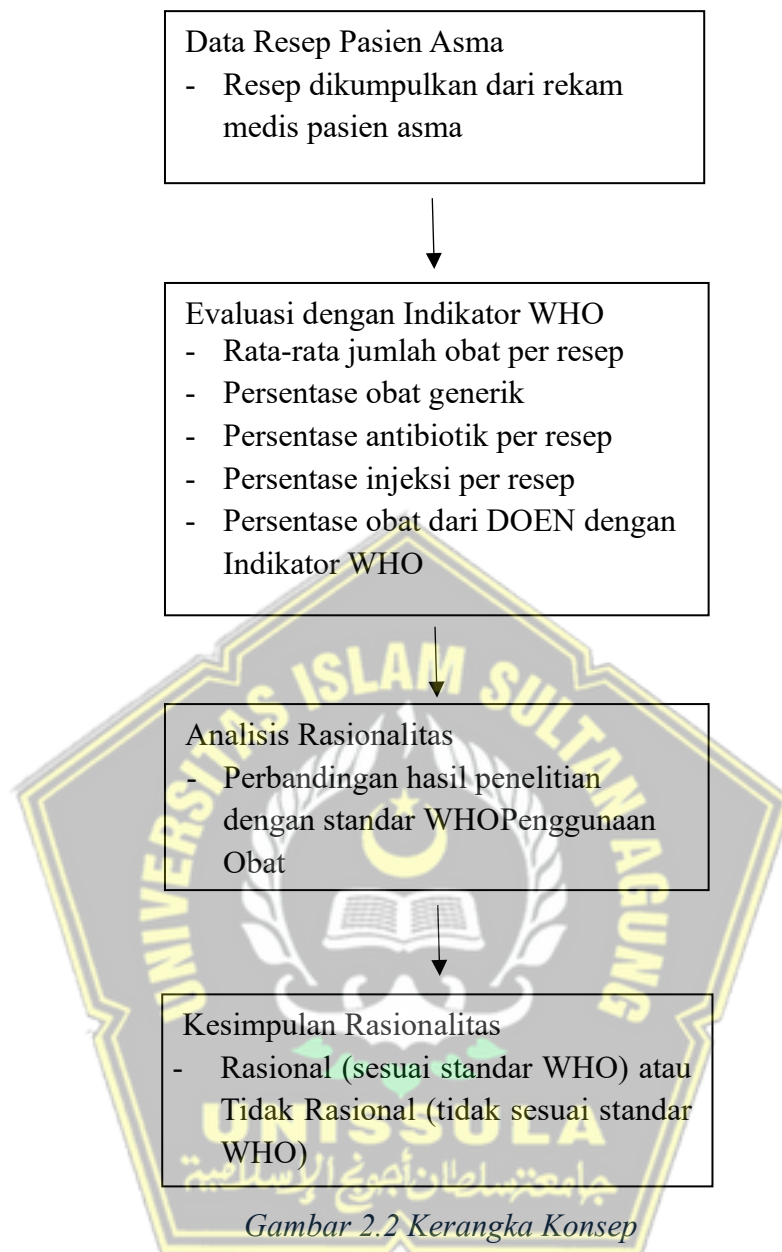 Data Resep Pasien Asma
- Resep dikumpulkan dari rekam
medis pasien asma
Evaluasi dengan Indikator WHO
- Rata-rata jumlah obat per resep
- Persentase obat generik
- Persentase antibiotik per resep
- Persentase injeksi per resep
- Persentase obat dari DOEN dengan
Indikator WHO
UNIVERSITAS ISLAM SULTAN AGUNG
Analisis Rasionalitas
- Perbandingan hasil penelitian
dengan standar WHOPenggunaan
Obat
Kesimpulan Rasionalitas
- Rasional (sesuai standar WHO) atau
Tidak Rasional (tidak sesuai standar
WHO)
UNISSULA
جامعتنسلطان أجونج الإسلامية
Gambar 2.2 Kerangka Konsep